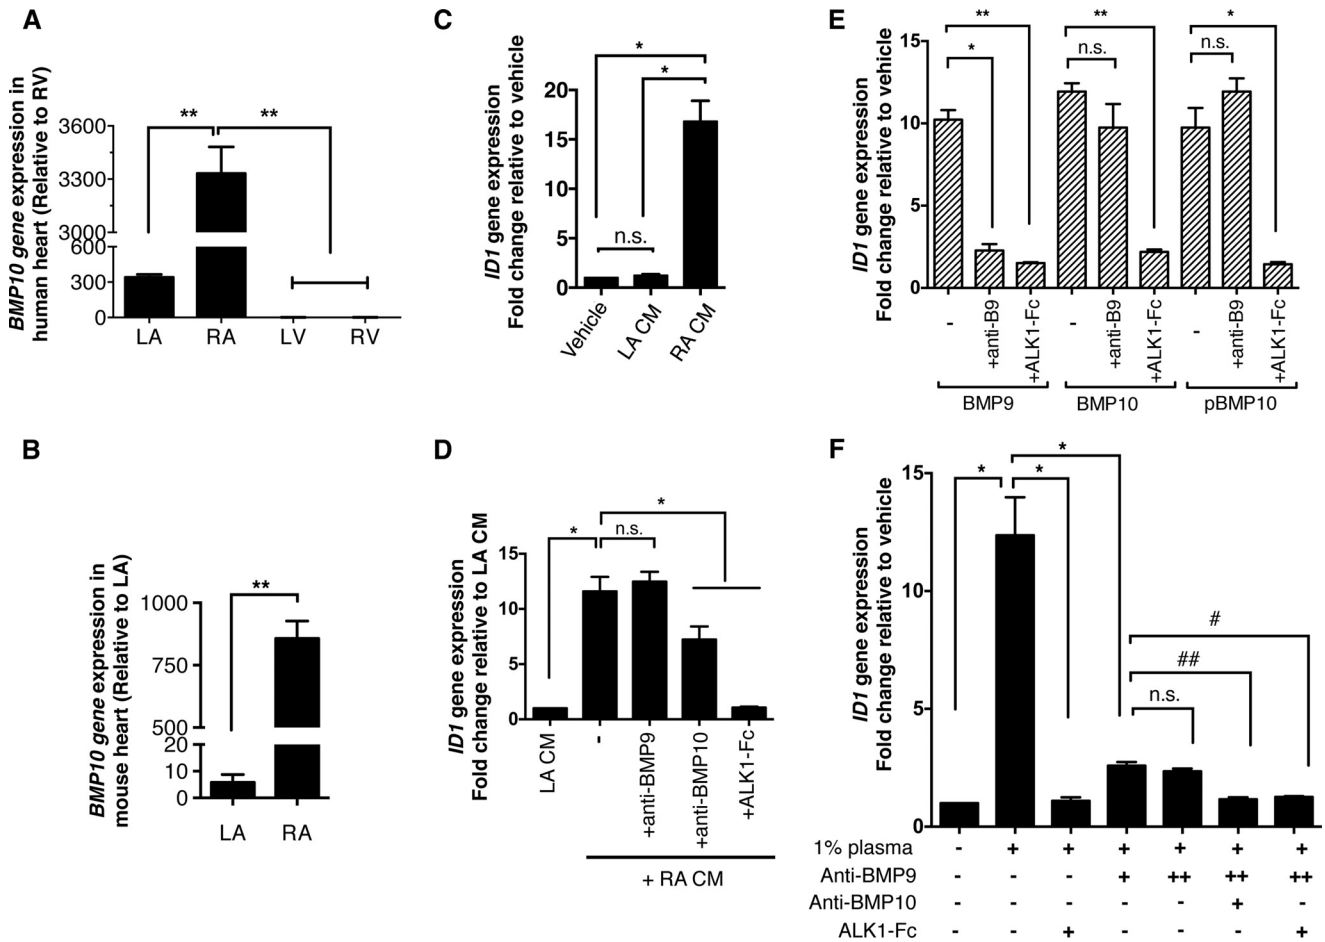 A
BMP10 gene expression in
human heart (Relative to RV)
3600
3300
3000
600
300
0
**
**
LA
RA
LV
RV
B
BMP10 gene expression in
mouse heart (Relative to LA)
1000
750
500
20
10
0
**
LA
RA
C
ID1 gene expression
Fold change relative to vehicle
20
15
10
5
0
*
*
n.s.
Vehicle
LA CM
RA CM
D
ID1 gene expression
Fold change relative to LA CM
15
10
5
0
*
*
n.s.
LA CM
-
+anti-BMP9
+anti-BMP10
+ALK1-Fc
+ RA CM
E
ID1 gene expression
Fold change relative to vehicle
15
10
5
0
**
*
**
n.s.
*
n.s.
-
+anti-B9
+ALK1-Fc
-
+anti-B9
+ALK1-Fc
-
+anti-B9
+ALK1-Fc
BMP9
BMP10
pBMP10
F
ID1 gene expression
Fold change relative to vehicle
15
10
5
0
*
*
*
#
##
n.s.
1% plasma - + + + + + +
Anti-BMP9 - - - + ++ ++ ++
Anti-BMP10 - - - - - + -
ALK1-Fc - - + - - - +